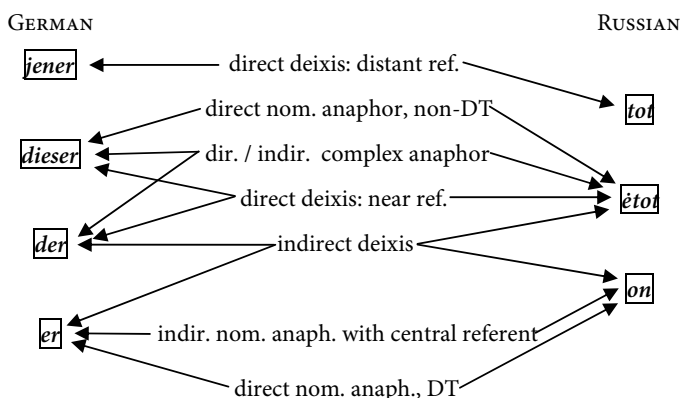 GERMAN RUSSIAN
jener direct deixis: distant ref.
tot
direct nom. anaphor, non-DT
dieser dir. / indir. complex anaphor
direct deixis: near ref. ėtot
der indirect deixis
on
er indir. nom. anaph. with central referent
direct nom. anaph., DT